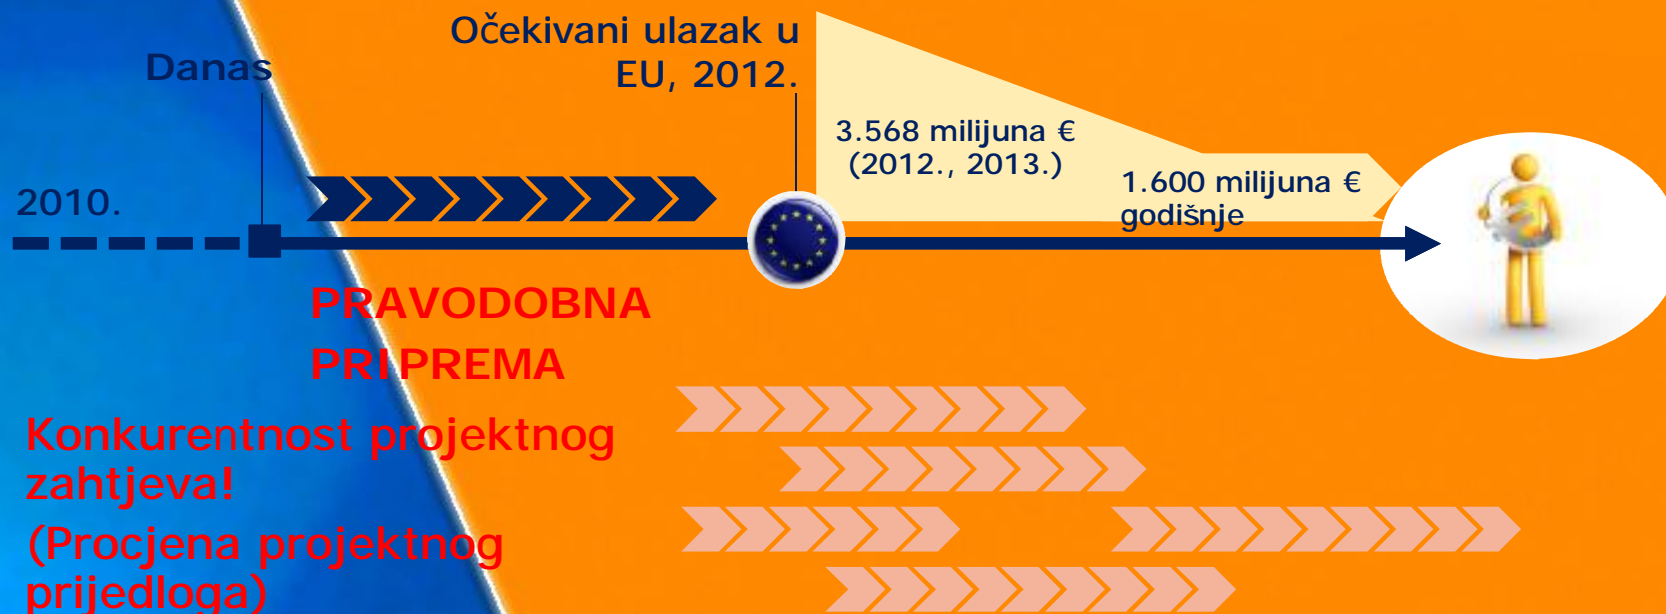 Danas
Očekivani ulazak u
EU, 2012.
2010.
3.568 milijuna €
(2012., 2013.)
1.600 milijuna €
godišnje
PRAVODOBNA
PRIPREMA
Konkurentnost projektnog
zahtjeva!
(Procjena projektnog
prijedloga)